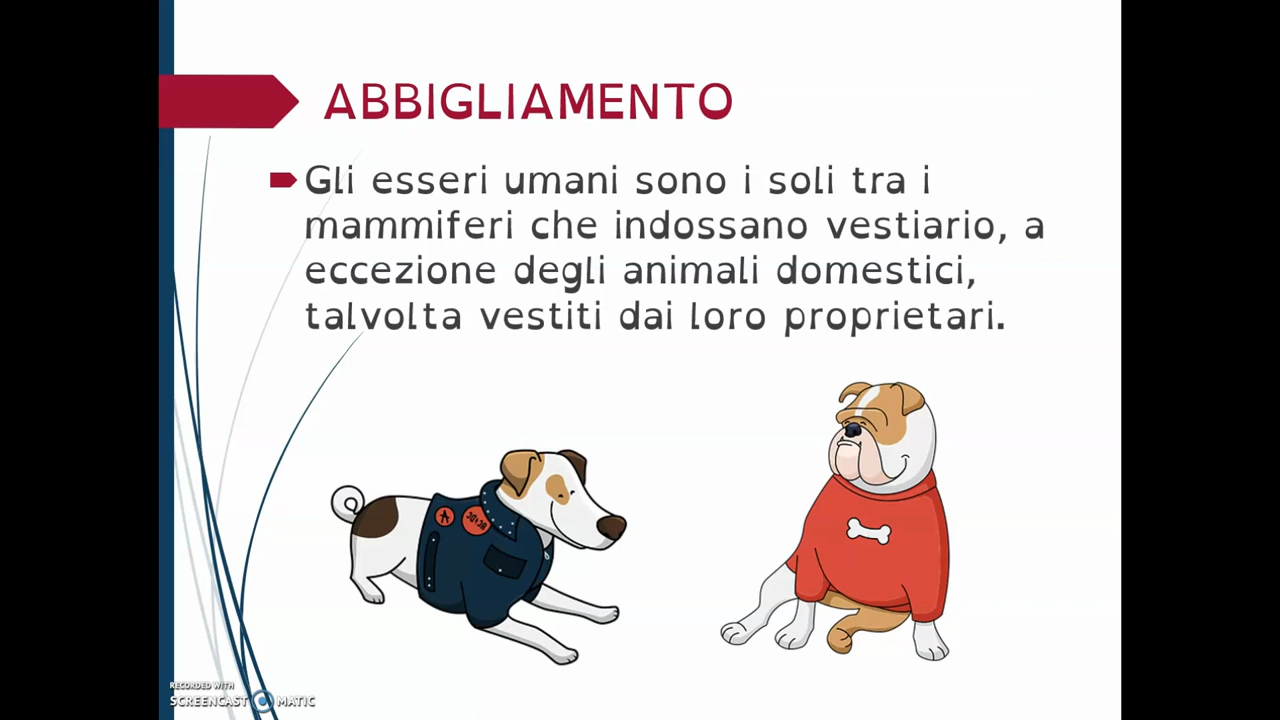 ABBIGLIAMENTO
Gli esseri umani sono i soli tra i
mammiferi che indossano vestiario, a
eccezione degli animali domestici,
talvolta vestiti dai loro proprietari.
RECORDED WITH
SCREENCAST MATIC